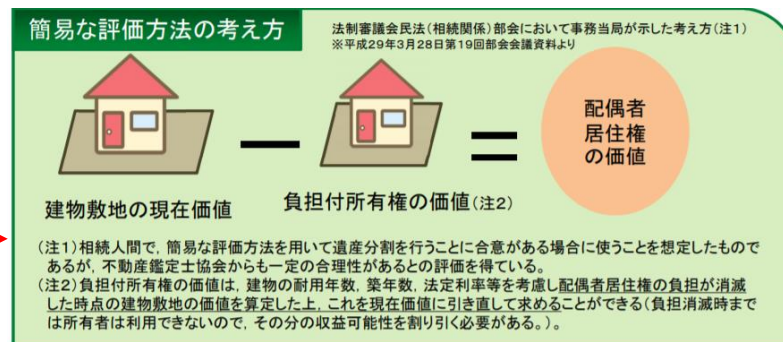 簡易な評価方法の考え方
法制審議会民法(相続関係)部会において事務当局が示した考え方(注1)
※平成29年3月28日第19回部会会議資料より
配偶者
居住権
の価値
建物敷地の現在価値
負担付所有権の価値(注2)
(注1)相続人間で,簡易な評価方法を用いて遺産分割を行うことに合意がある場合に使うことを想定したもので
あるが,不動産鑑定士協会からも一定の合理性があるとの評価を得ている。
(注2)負担付所有権の価値は,建物の耐用年数,築年数,法定利率等を考慮し配偶者居住権の負担が消滅
した時点の建物敷地の価値を算定した上,これを現在価値に引き直して求めることができる(負担消滅時まで
は所有者は利用できないので,その分の収益可能性を割り引く必要がある。)。